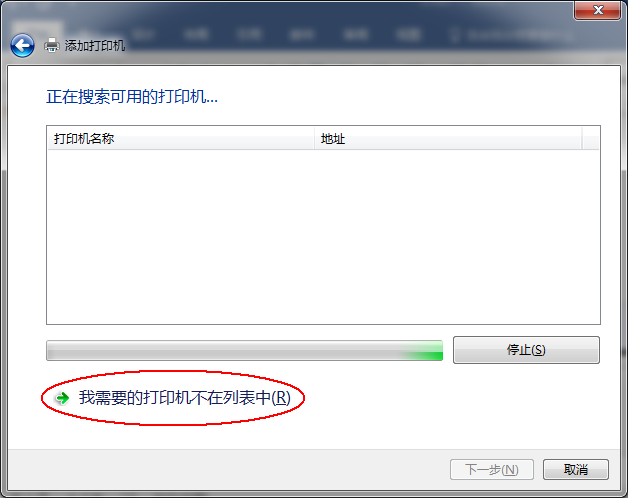 添加打印机
正在搜索可用的打印机...
打印机名称 地址
停止(S)
我需要的打印机不在列表中(R)
下一步(N) 取消